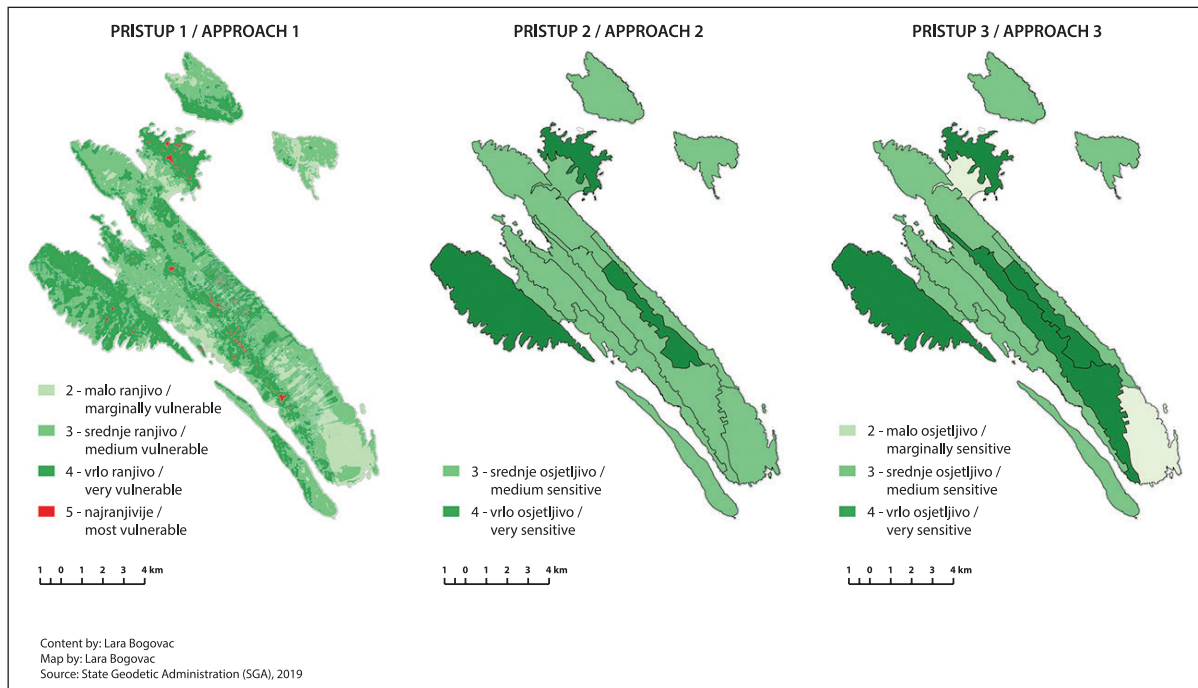 PRISTUP 1 / APPROACH 1
2 - malo ranjivo /
marginally vulnerable
3 - srednje ranjivo /
medium vulnerable
4 - vrlo ranjivo /
very vulnerable
5 - najranjivije /
most vulnerable
1 0 1 2 3 4 km
PRISTUP 2 / APPROACH 2
3 - srednje osjetljivo /
medium sensitive
4 - vrlo osjetljivo /
very sensitive
1 0 1 2 3 4 km
PRISTUP 3 / APPROACH 3
2 - malo osjetljivo /
marginally sensitive
3 - srednje osjetljivo /
medium sensitive
4 - vrlo osjetljivo /
very sensitive
1 0 1 2 3 4 km
Content by: Lara Bogovac
Map by: Lara Bogovac
Source: State Geodetic Administration (SGA), 2019